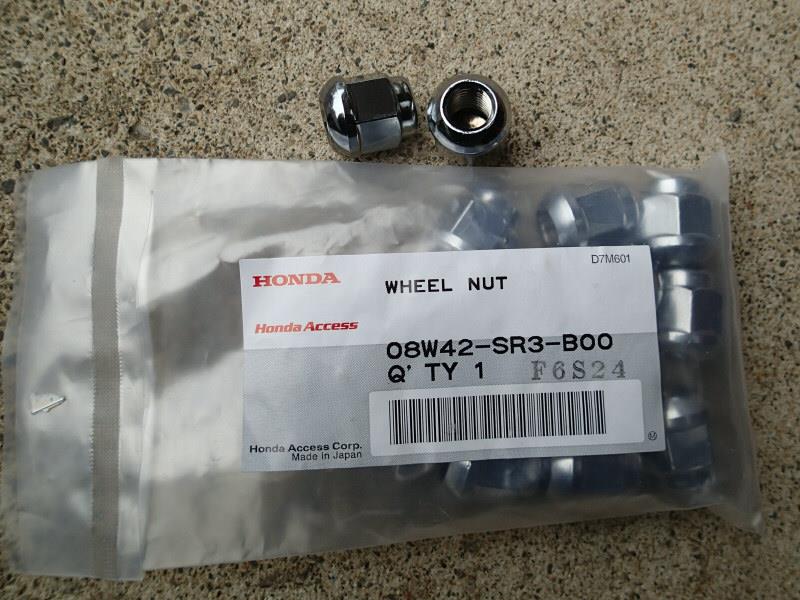 D7M601
HONDA
WHEEL NUT
Honda Access
08W42-SR3-B00
Q' TY 1 F6S24
Honda Access Corp.
Made in Japan
M